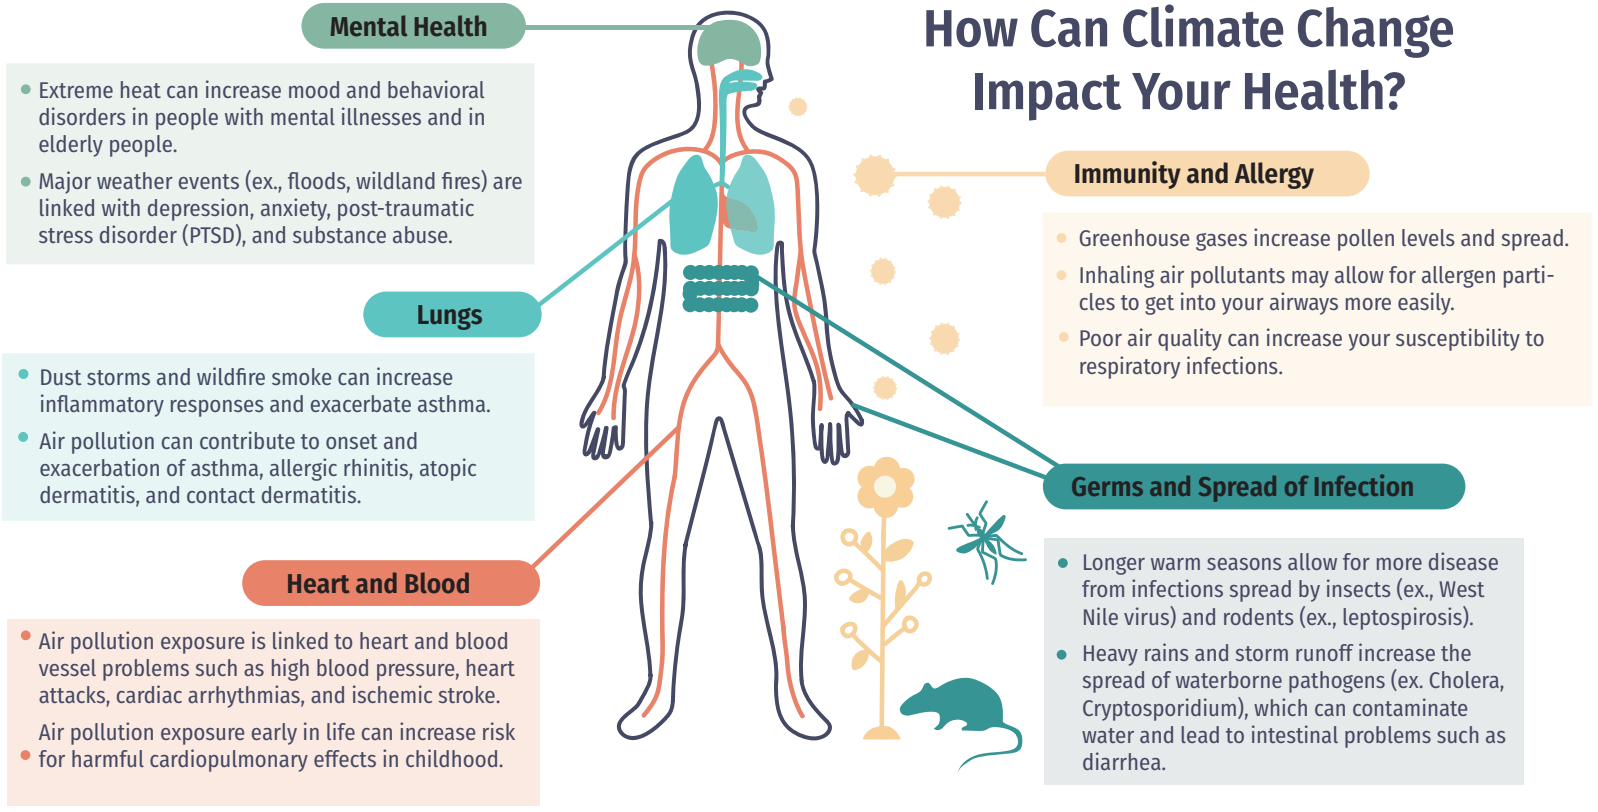 How Can Climate Change
Impact Your Health?
Mental Health
Extreme heat can increase mood and behavioral
disorders in people with mental illnesses and in
elderly people.
Major weather events (ex., floods, wildland fires) are
linked with depression, anxiety, post-traumatic
stress disorder (PTSD), and substance abuse.
Lungs
Dust storms and wildfire smoke can increase
inflammatory responses and exacerbate asthma.
Air pollution can contribute to onset and
exacerbation of asthma, allergic rhinitis, atopic
dermatitis, and contact dermatitis.
Heart and Blood
Air pollution exposure is linked to heart and blood
vessel problems such as high blood pressure, heart
attacks, cardiac arrhythmias, and ischemic stroke.
Air pollution exposure early in life can increase risk
for harmful cardiopulmonary effects in childhood.
Immunity and Allergy
Greenhouse gases increase pollen levels and spread.
Inhaling air pollutants may allow for allergen parti-
cles to get into your airways more easily.
Poor air quality can increase your susceptibility to
respiratory infections.
Germs and Spread of Infection
Longer warm seasons allow for more disease
from infections spread by insects (ex., West
Nile virus) and rodents (ex., leptospirosis).
Heavy rains and storm runoff increase the
spread of waterborne pathogens (ex. Cholera,
Cryptosporidium), which can contaminate
water and lead to intestinal problems such as
diarrhea.